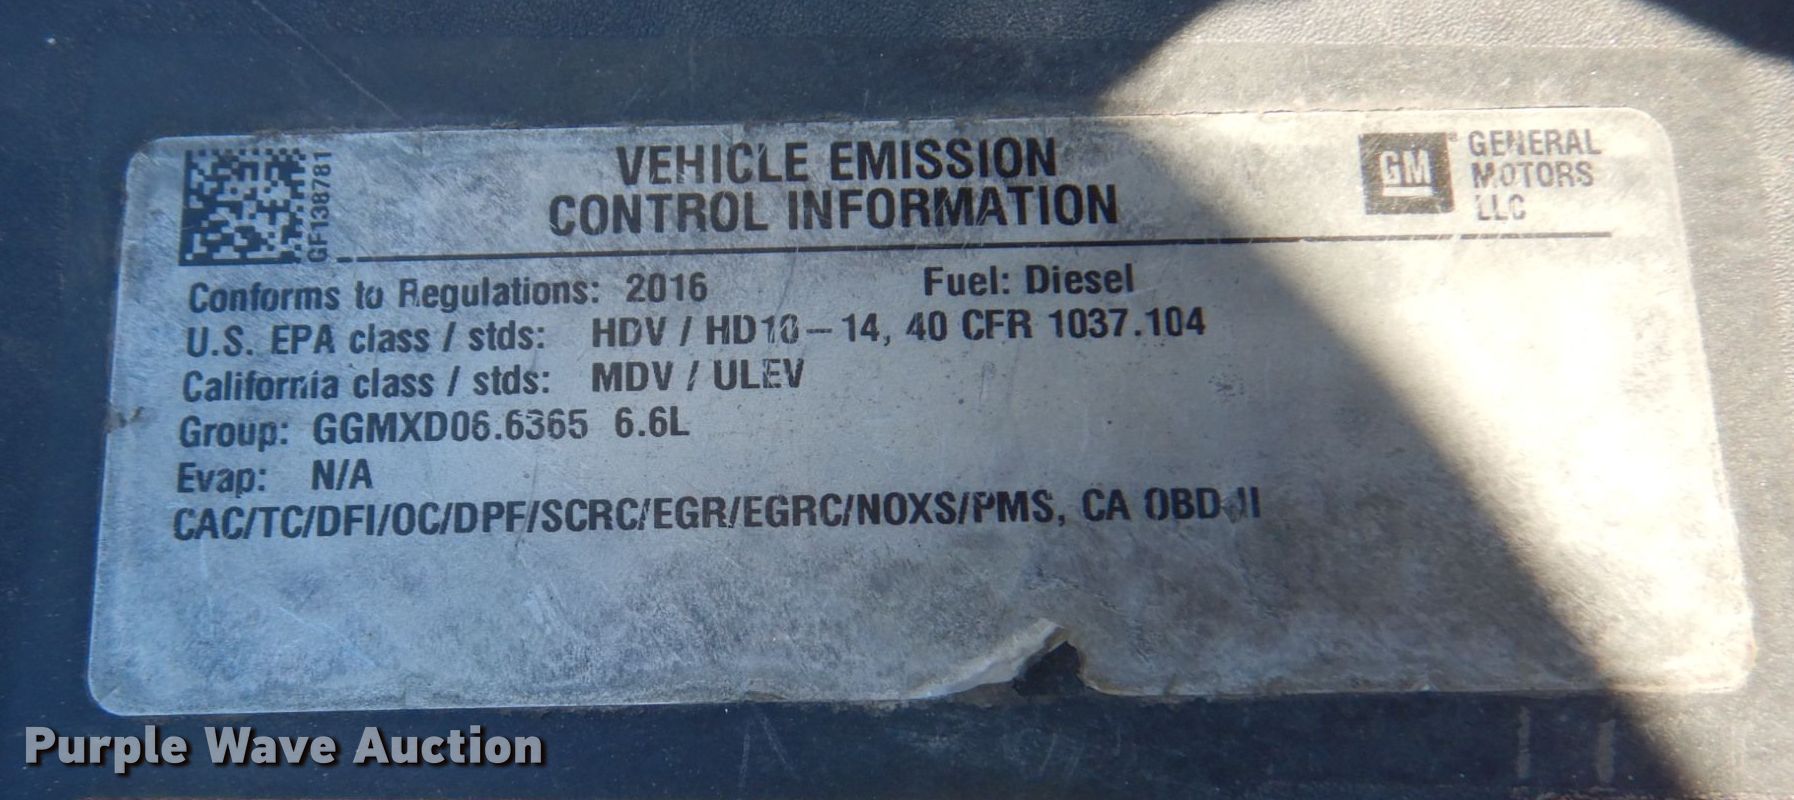 GF138781
VEHICLE EMISSION
CONTROL INFORMATION
GM
GENERAL
MOTORS
LLC
Conforms to Regulations: 2016 Fuel: Diesel
U.S. EPA class / stds: HDV / HD10-14, 40 CFR 1037.104
California class / stds: MDV / ULEV
Group: GGMXD06.6365 6.6L
Evap: N/A
CAC/TC/DFI/OC/DPF/SCRC/EGR/EGRC/NOXS/PMS, CA OBD II
Purple Wave Auction